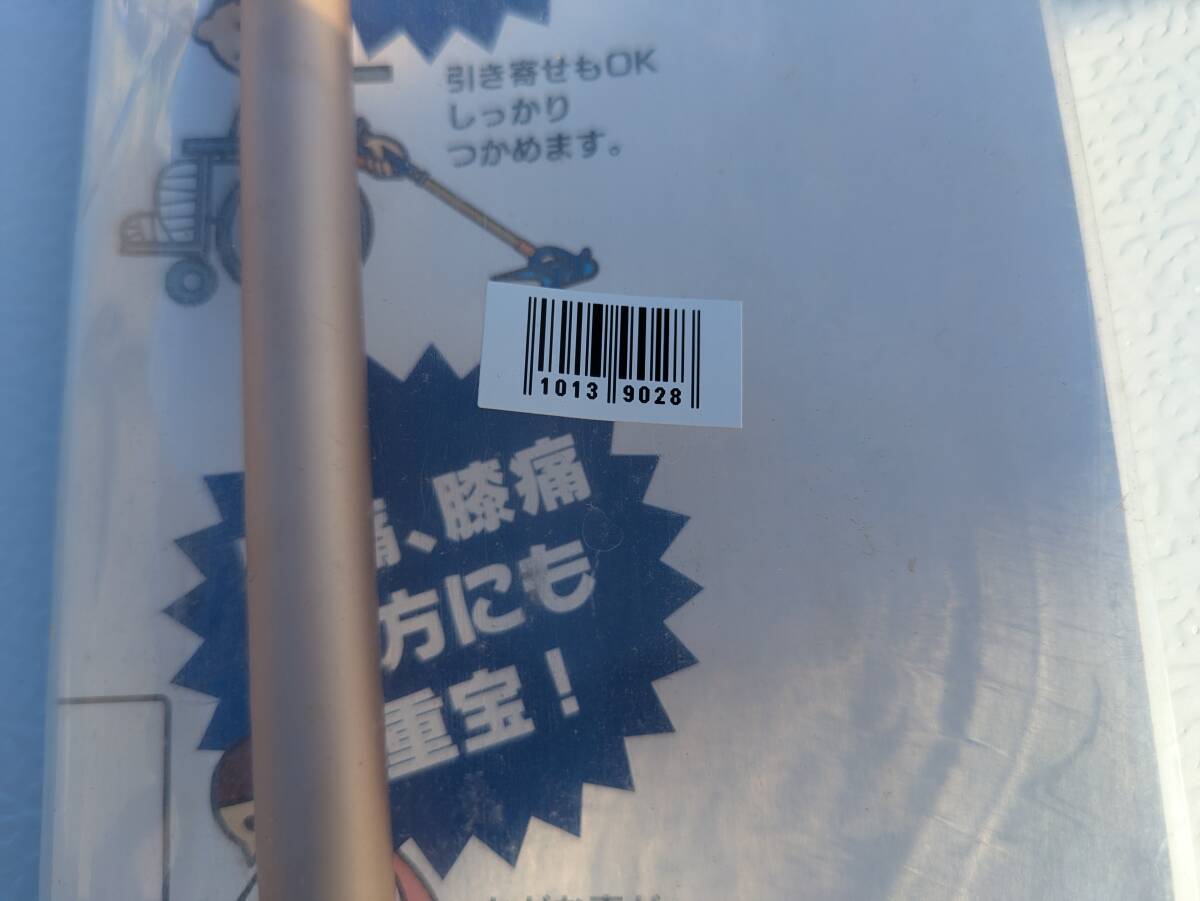 引き寄せもOK
しっかり
つかめます。
1013 9028
痛、膝痛
方にも
重宝！